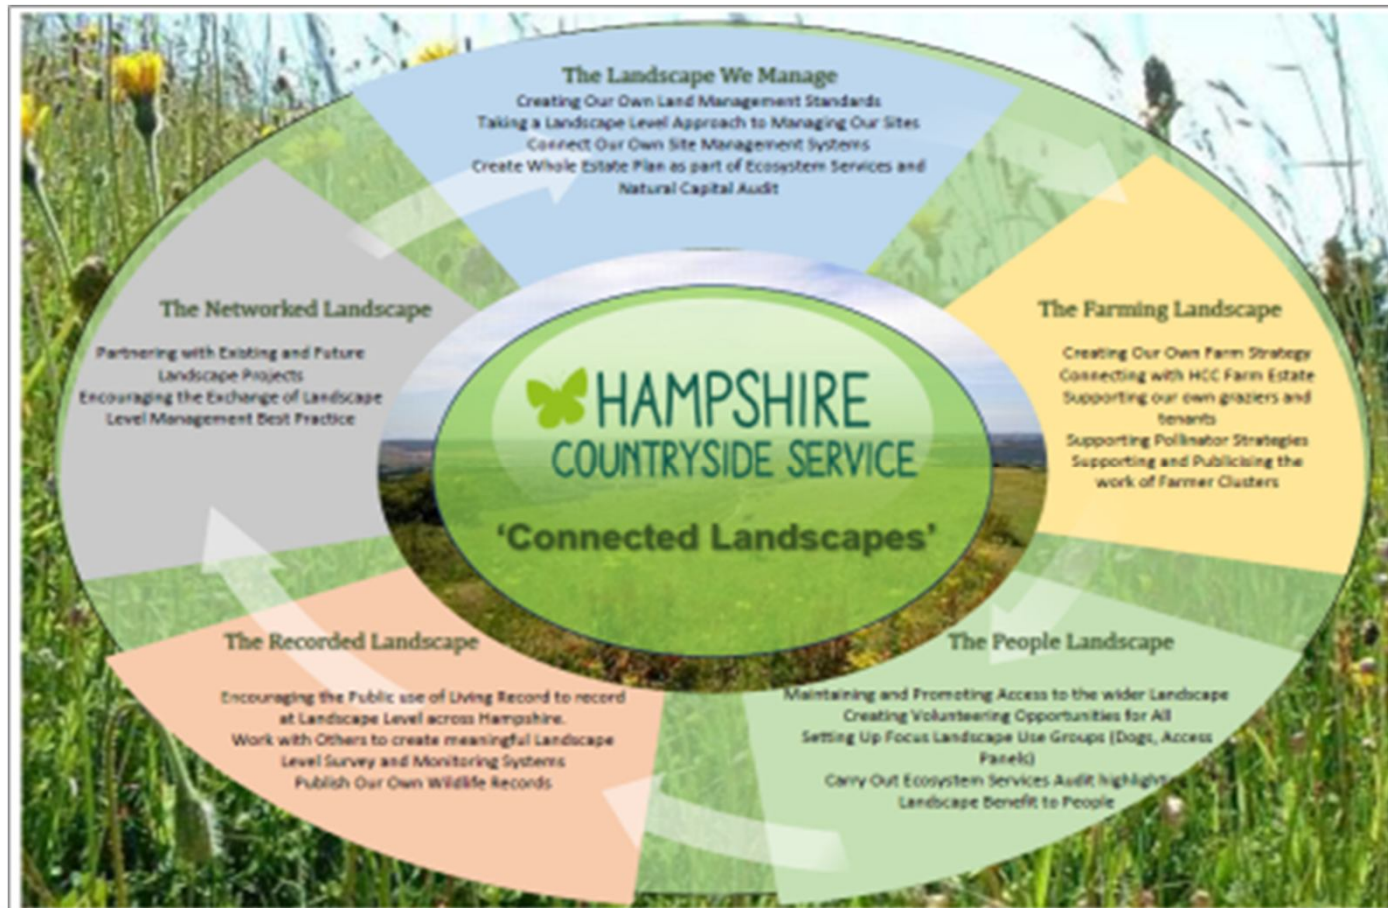 The Landscape We Manage
Creating Our Own Land Management Standards
Taking a Landscape Level Approach to Managing Our Sites
Connect Our Own Site Management Systems
Create Whole Estate Plan as part of Ecosystem Services and
Natural Capital Audit
The Farming Landscape
Creating Our Own Farm Strategy
Connecting with HCC Farm Estate
Supporting our own graziers and
tenants
Supporting Pollinator Strategies
Supporting and Publicising the
work of Farmer Clusters
The People Landscape
Maintaining and Promoting Access to the wider Landscape
Creating Volunteering Opportunities for All
Setting Up Focus Landscape Use Groups (Dogs, Access
Panels)
Carry Out Ecosystem Services Audit
Landscape Benefit to People
The Recorded Landscape
Encouraging the Public use of Living Record to record
at Landscape Level across Hampshire.
Work with Others to create meaningful Landscape
Level Survey and Monitoring Systems
Publish Our Own Wildlife Records
The Networked Landscape
Partnering with Existing and Future
Landscape Projects
Encouraging the Exchange of Landscape
Level Management Best Practice
HAMPSHIRE
COUNTRYSIDE SERVICE
‘Connected Landscapes’